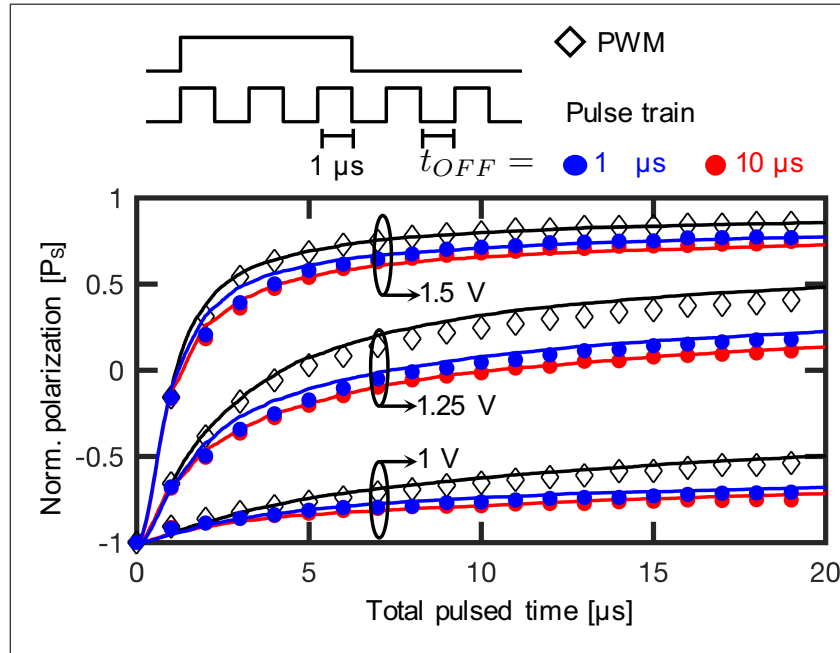 PWM
Pulse train
1 µs
t_OFF = 1 µs 10 µs
Norm. polarization [P_S]
1
0.5
0
-0.5
-1
1.5 V
1.25 V
1 V
0 5 10 15 20
Total pulsed time [µs]